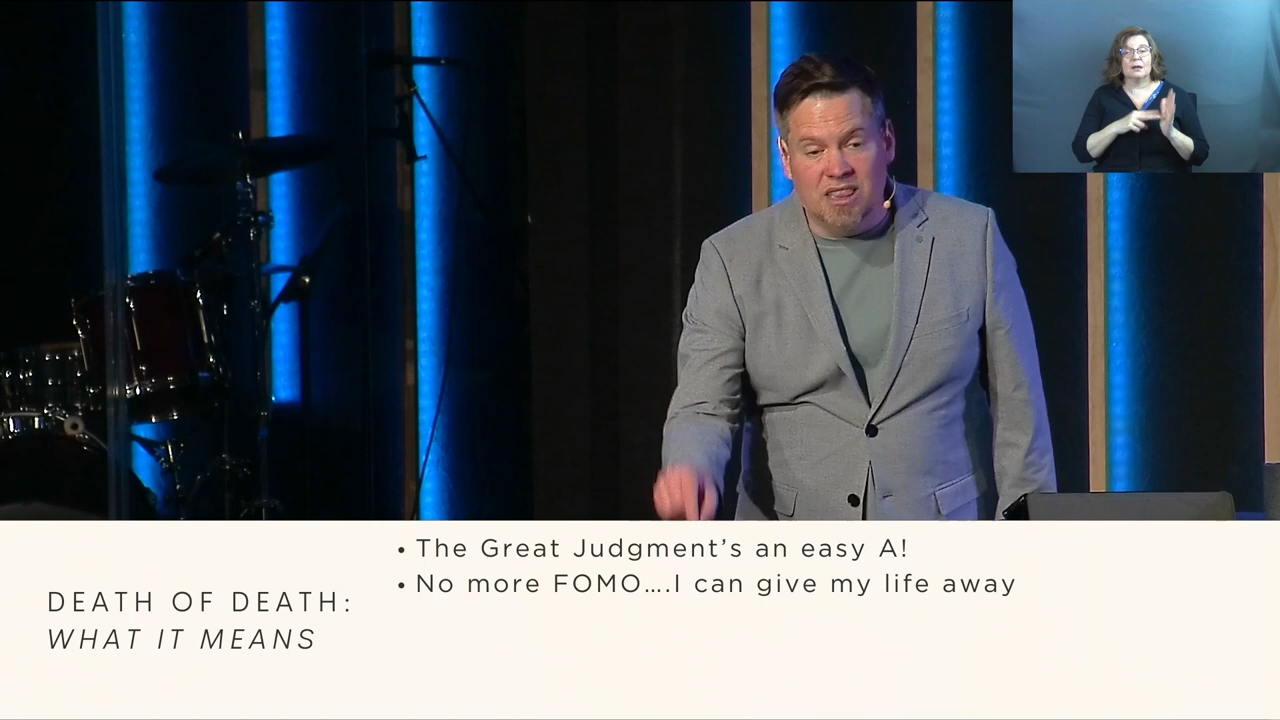 • The Great Judgment’s an easy A!
• No more FOMO....I can give my life away
DEATH OF DEATH:
WHAT IT MEANS